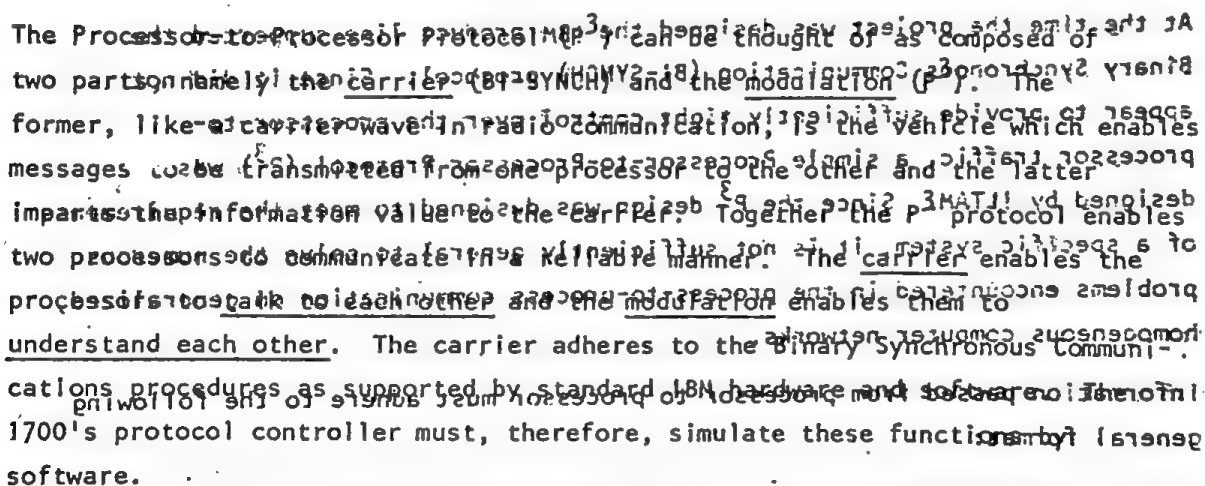 The Processor-to-Processor Protocol (P³) can be thought of as composed of
two parts, namely the carrier (BI-SYNCH) and the modulation (P³). The
former, like a carrier wave in radio communication, is the vehicle which enables
messages to be transmitted from one processor to the other and the latter
imparts the information value to the carrier. Together the P³ protocol enables
two processors to communicate in a reliable manner. The carrier enables the
processors to talk to each other and the modulation enables them to
understand each other. The carrier adheres to the Binary Synchronous Communi-
cations procedures as supported by standard IBM hardware and software. The
1700's protocol controller must, therefore, simulate these functions by
software.